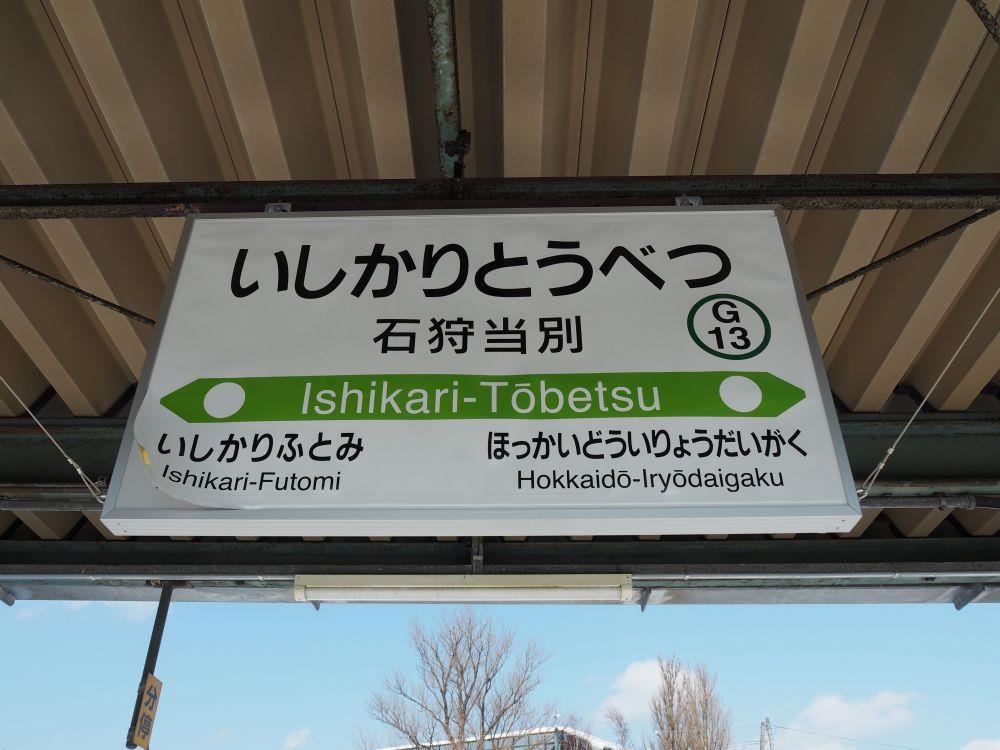 いしかりとうべつ
石狩当別
G
13
Ishikari-Tōbetsu
いしかりふとみ
Ishikari-Futomi
ほっかいどういりょうだいがく
Hokkaidō-Iryōdaigaku
分停